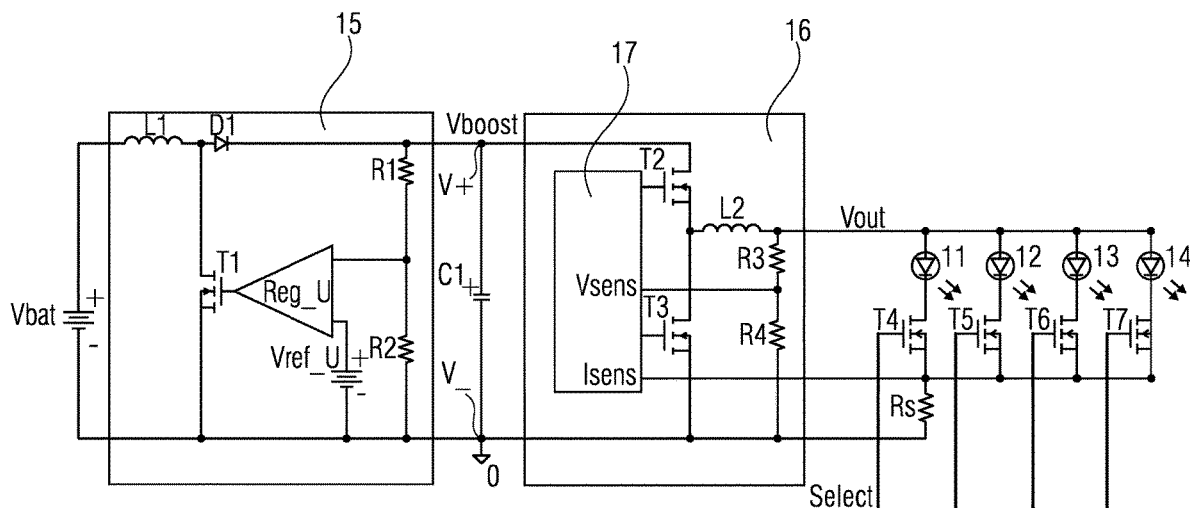 15
16
17
L1
D1
Vboost
R1
V+
T2
L2
Vout
T1
Reg_U
C1
+
Vsens
R3
11
12
13
14
Vbat
+
-
Vref_U
+
-
R2
V_
T3
R4
T4
T5
T6
T7
Isens
Rs
0
Select